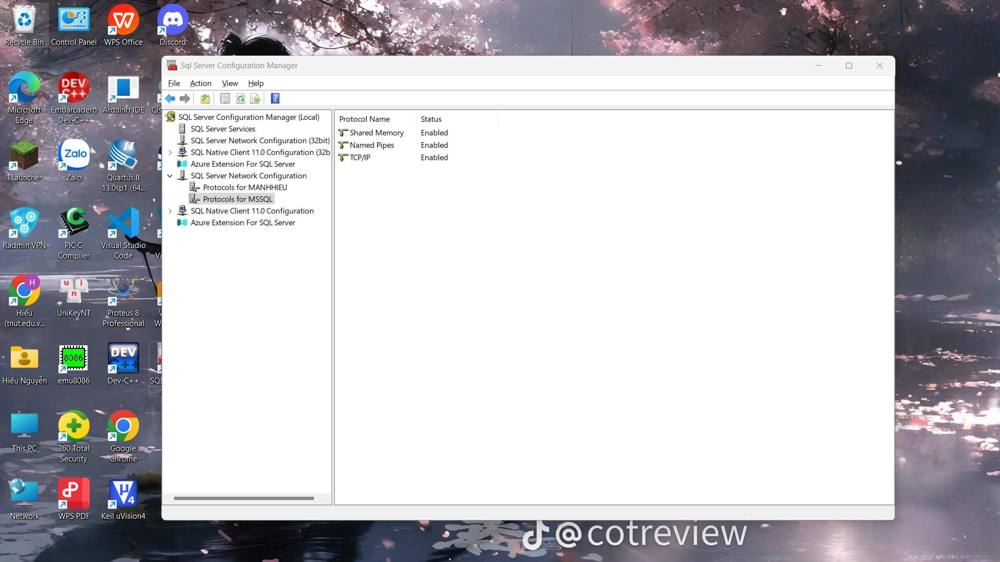 Recycle Bin
Control Panel
WPS Office
Discord
Microsoft
Edge
DEV
C++
Embarcadero
Dev-C++
Arduino IDE
Cis
TLauncher
Zalo
Zalo
II
Quartus II
13.0sp1 (64...
Radmin VPN
C
PIC C
Compiler
Visual Studio
Code
Vi
H
Hiếu
(tnut.edu.v...
u
i
n
UniKeyNT
Proteus 8
Professional
V
W
Hiếu Nguyễn
8086
emu8086
DEV
C++
Dev-C++
SQL
r
This PC
360 Total
Security
Google
Chrome
Network
WPS PDF
μ
V4
Keil uVision4
Sql Server Configuration Manager
File Action View Help
SQL Server Configuration Manager (Local)
SQL Server Services
SQL Server Network Configuration (32bit)
SQL Native Client 11.0 Configuration (32b
Azure Extension For SQL Server
SQL Server Network Configuration
Protocols for MANHHIEU
Protocols for MSSQL
SQL Native Client 11.0 Configuration
Azure Extension For SQL Server
Protocol Name Status
Shared Memory Enabled
Named Pipes Enabled
TCP/IP Enabled
@cotreview